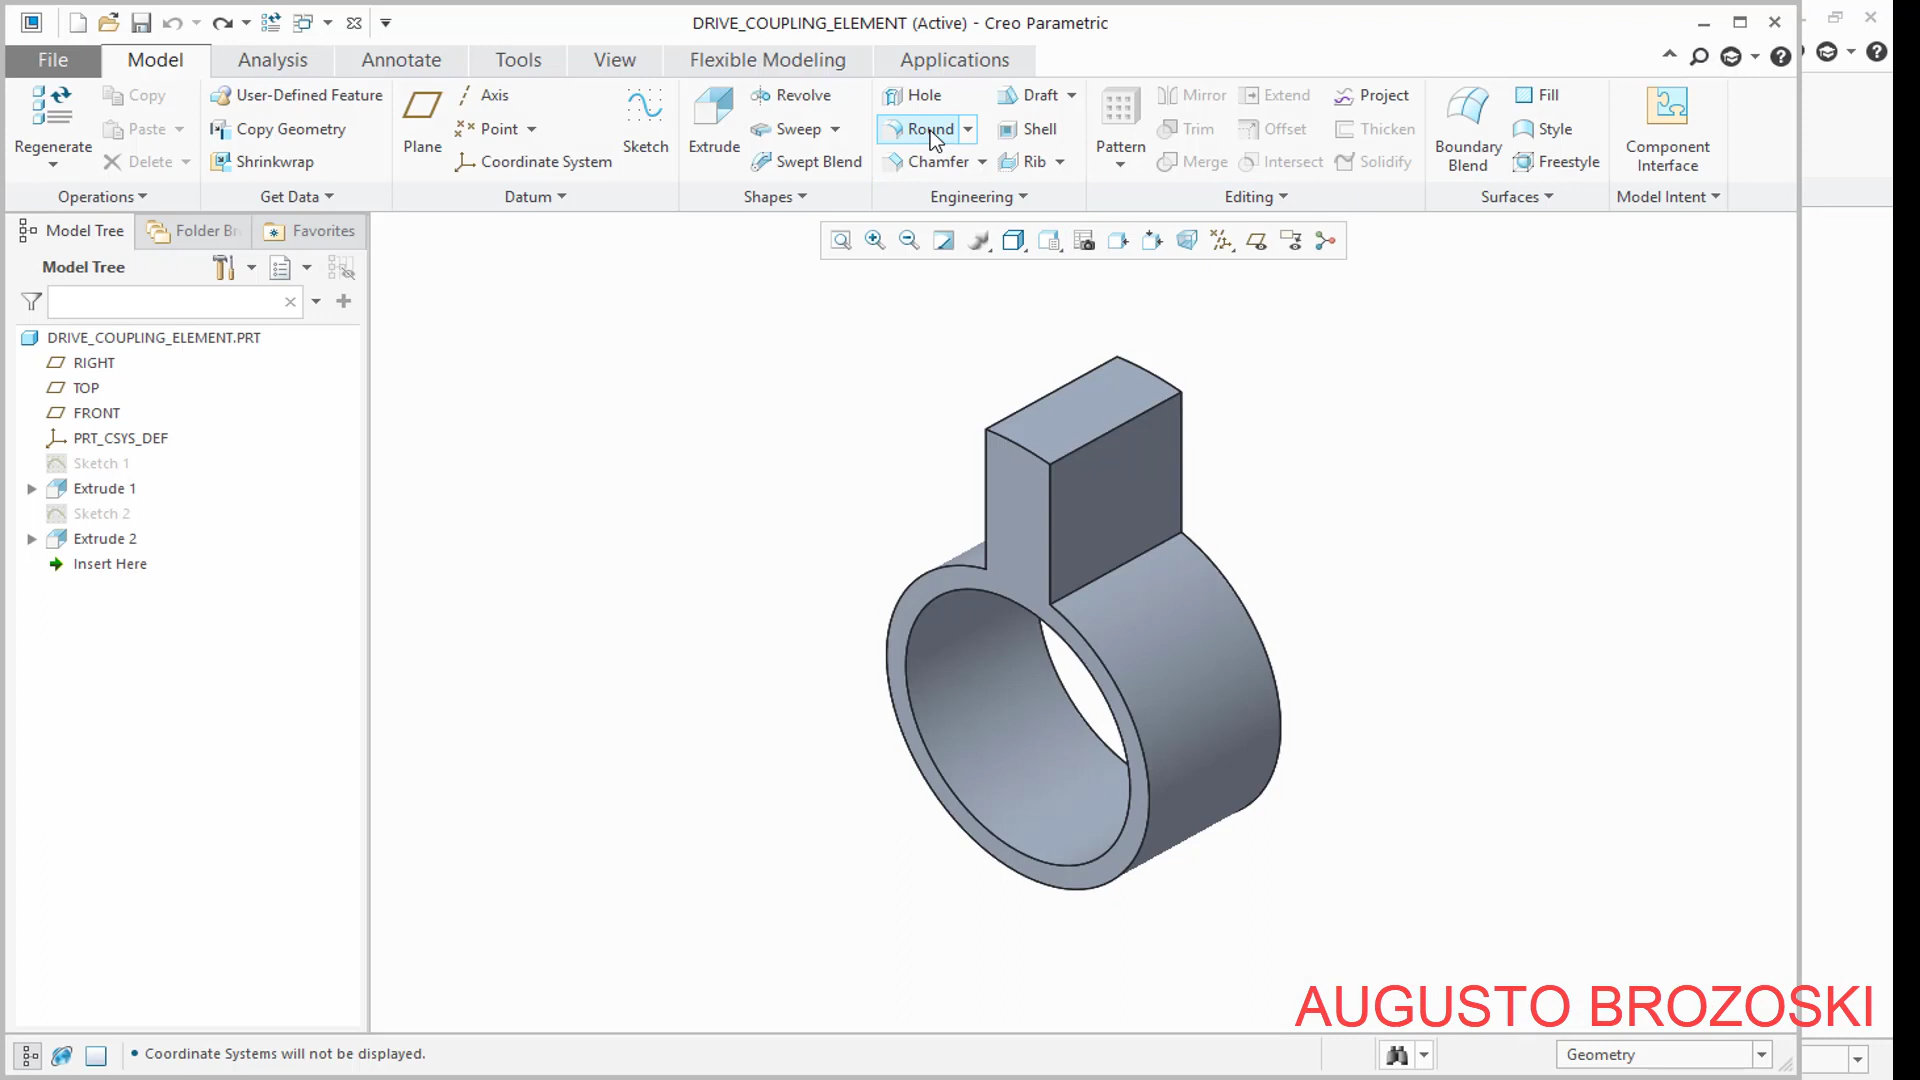 DRIVE_COUPLING_ELEMENT (Active) - Creo Parametric
File Model Analysis Annotate Tools View Flexible Modeling Applications
Regenerate
Copy
Paste
Delete
Operations
User-Defined Feature
Copy Geometry
Shrinkwrap
Get Data
Plane
Axis
Point
Coordinate System
Sketch
Datum
Extrude
Revolve
Sweep
Swept Blend
Shapes
Hole
Round
Chamfer
Draft
Shell
Rib
Engineering
Pattern
Mirror
Trim
Merge
Extend
Offset
Intersect
Project
Thicken
Solidify
Editing
Boundary
Blend
Fill
Style
Freestyle
Surfaces
Component
Interface
Model Intent
Model Tree
Folder Br
Favorites
Model Tree
DRIVE_COUPLING_ELEMENT.PRT
RIGHT
TOP
FRONT
PRT_CSYS_DEF
Sketch 1
Extrude 1
Sketch 2
Extrude 2
Insert Here
AUGUSTO BROZOSKI
Coordinate Systems will not be displayed.
Geometry